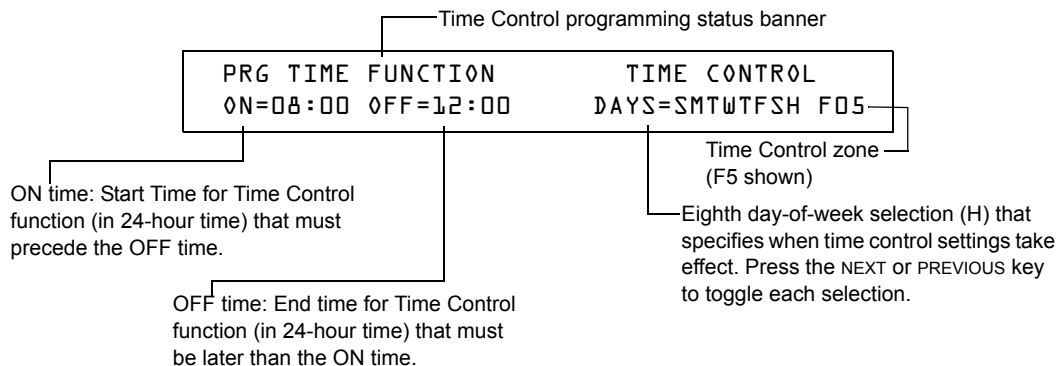 Time Control programming status banner
PRG TIME FUNCTION TIME CONTROL
ON=08:00 OFF=12:00 DAYS=SMTWTFSH F05
Time Control zone
(F5 shown)
ON time: Start Time for Time Control
function (in 24-hour time) that must
precede the OFF time.
Eighth day-of-week selection (H) that
specifies when time control settings take
effect. Press the NEXT or PREVIOUS key
to toggle each selection.
OFF time: End time for Time Control
function (in 24-hour time) that must
be later than the ON time.